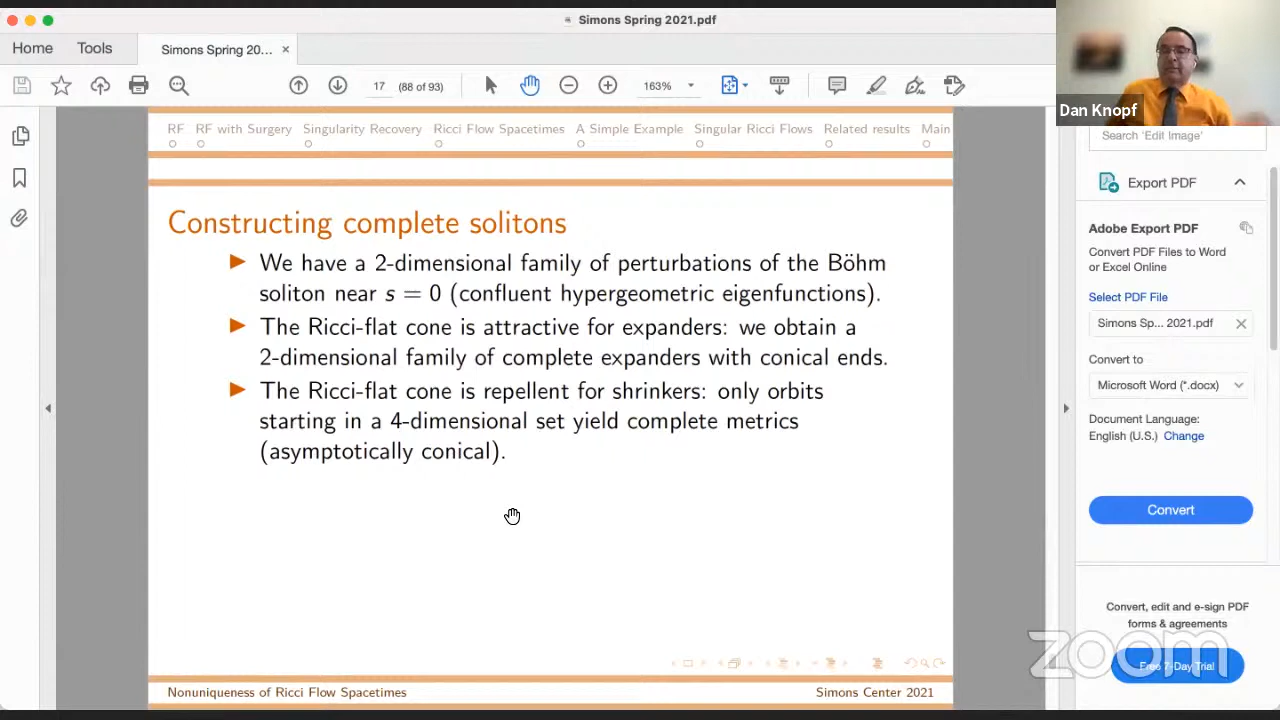 Simons Spring 2021.pdf
Home Tools Simons Spring 20... ×
17 (88 of 93) 163%
Dan Knopf
RF RF with Surgery Singularity Recovery Ricci Flow Spacetimes A Simple Example Singular Ricci Flows Related results Main
Constructing complete solitons
We have a 2-dimensional family of perturbations of the Böhm
soliton near s = 0 (confluent hypergeometric eigenfunctions).
The Ricci-flat cone is attractive for expanders: we obtain a
2-dimensional family of complete expanders with conical ends.
The Ricci-flat cone is repellent for shrinkers: only orbits
starting in a 4-dimensional set yield complete metrics
(asymptotically conical).
Nonuniqueness of Ricci Flow Spacetimes Simons Center 2021
Search 'Edit Image'
Export PDF
Adobe Export PDF
Convert PDF Files to Word
or Excel Online
Select PDF File
Simons Sp... 2021.pdf
Convert to
Microsoft Word (*.docx)
Document Language:
English (U.S.) Change
Convert
Convert, edit and e-sign PDF
forms & agreements
Free 7-Day Trial
zoom